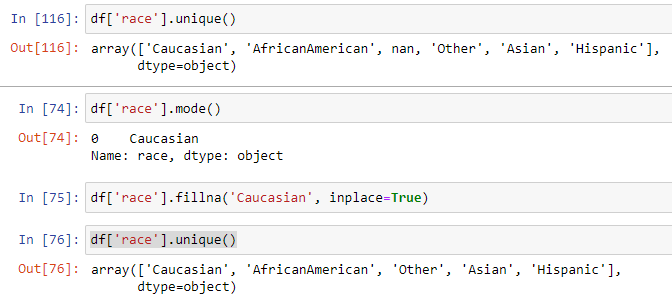 In [116]: df['race'].unique()
Out[116]: array(['Caucasian', 'AfricanAmerican', nan, 'Other', 'Asian', 'Hispanic'],
dtype=object)
In [74]: df['race'].mode()
Out[74]: 0    Caucasian
Name: race, dtype: object
In [75]: df['race'].fillna('Caucasian', inplace=True)
In [76]: df['race'].unique()
Out[76]: array(['Caucasian', 'AfricanAmerican', 'Other', 'Asian', 'Hispanic'],
dtype=object)